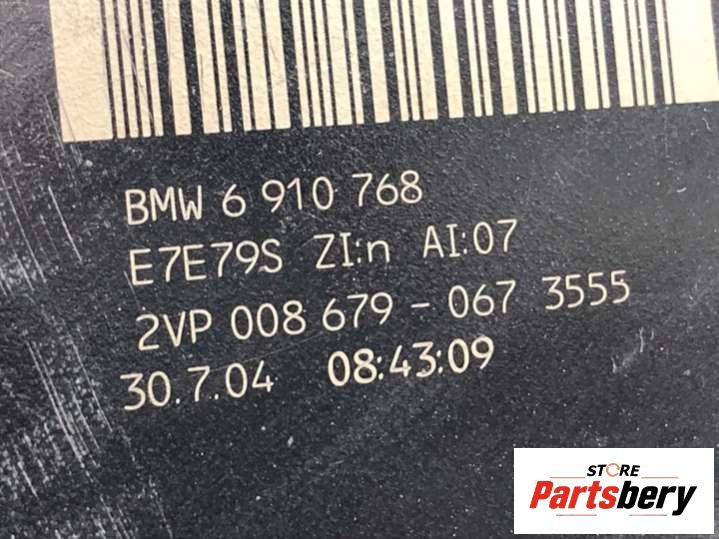 BMW 6 910 768
E7E79S ZI:n AI:07
2VP 008 679 - 067 3555
30.7.04 08:43:09
STORE
Partsbery